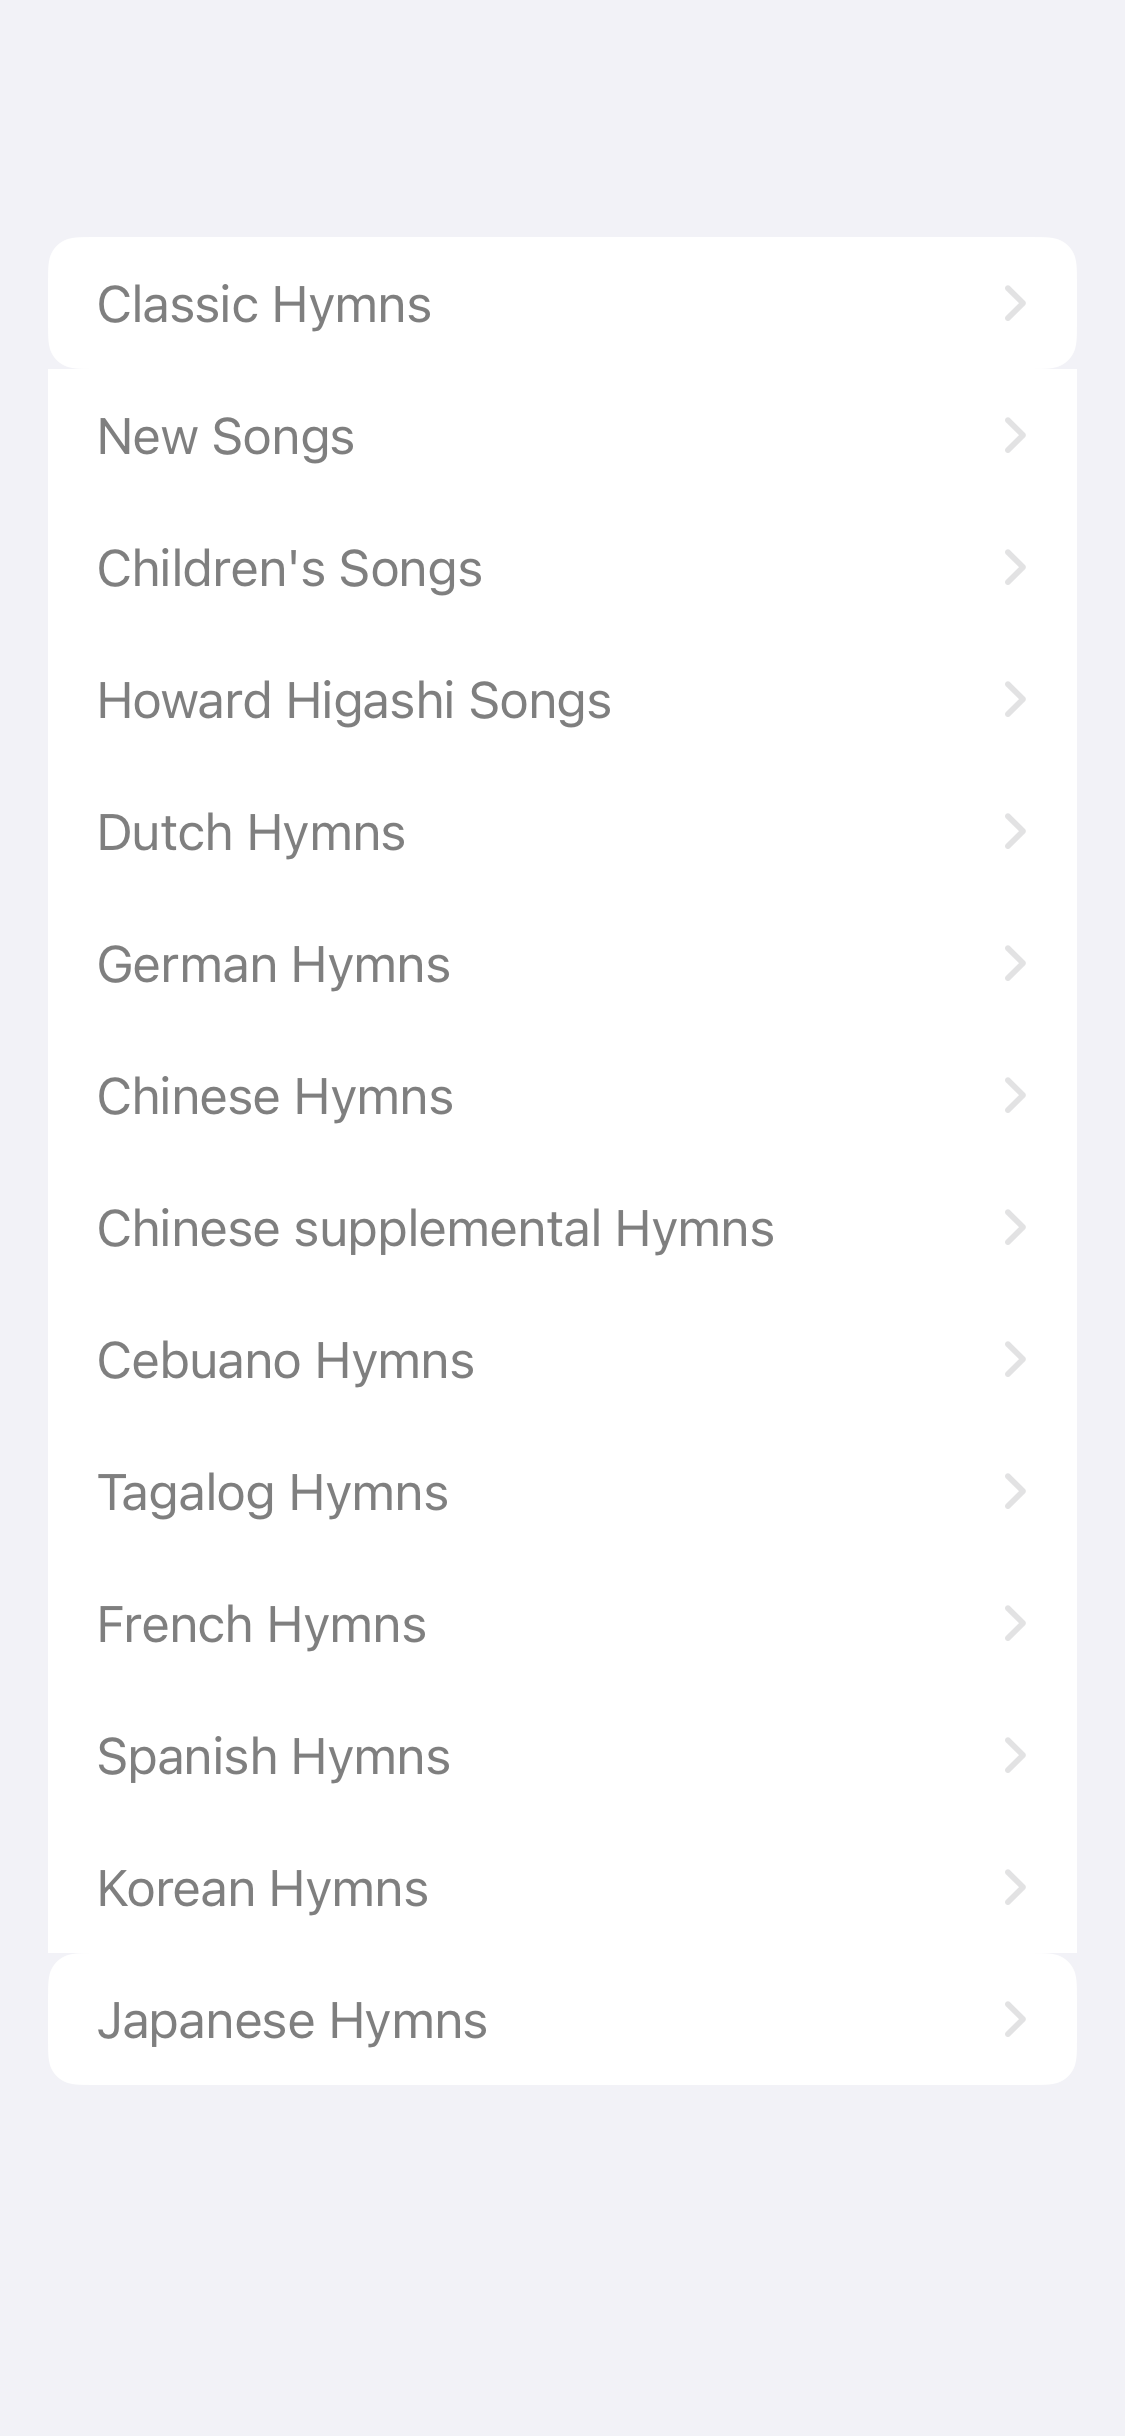 Classic Hymns
New Songs
Children's Songs
Howard Higashi Songs
Dutch Hymns
German Hymns
Chinese Hymns
Chinese supplemental Hymns
Cebuano Hymns
Tagalog Hymns
French Hymns
Spanish Hymns
Korean Hymns
Japanese Hymns